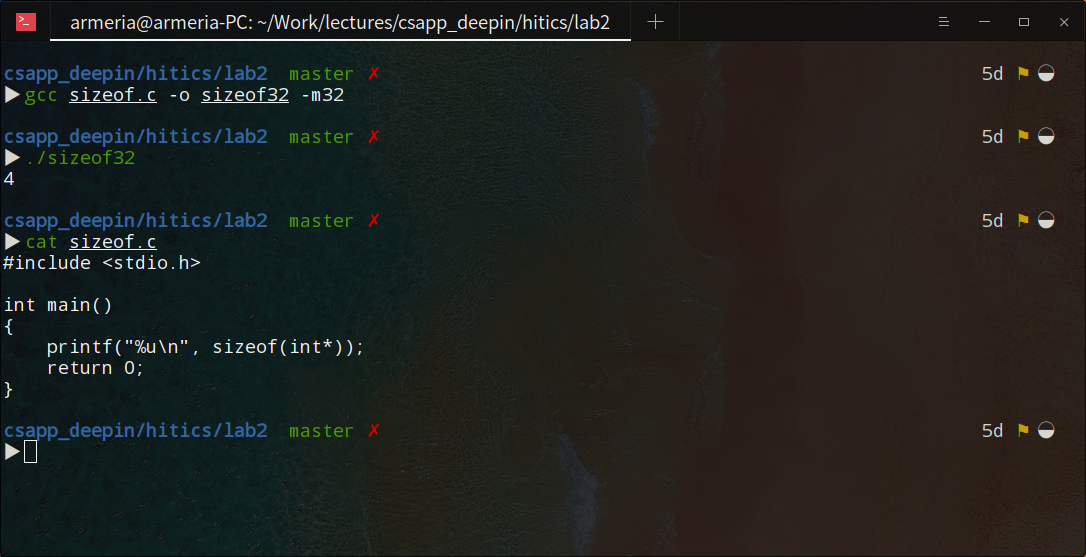 armeria@armeria-PC: ~/Work/lectures/csapp_deepin/hitics/lab2
csapp_deepin/hitics/lab2 master ✗ 5d ⚑
▶gcc sizeof.c -o sizeof32 -m32
csapp_deepin/hitics/lab2 master ✗ 5d ⚑
▶./sizeof32
4
csapp_deepin/hitics/lab2 master ✗ 5d ⚑
▶cat sizeof.c
#include <stdio.h>
int main()
{
    printf("%u\n", sizeof(int*));
    return 0;
}
csapp_deepin/hitics/lab2 master ✗ 5d ⚑
▶